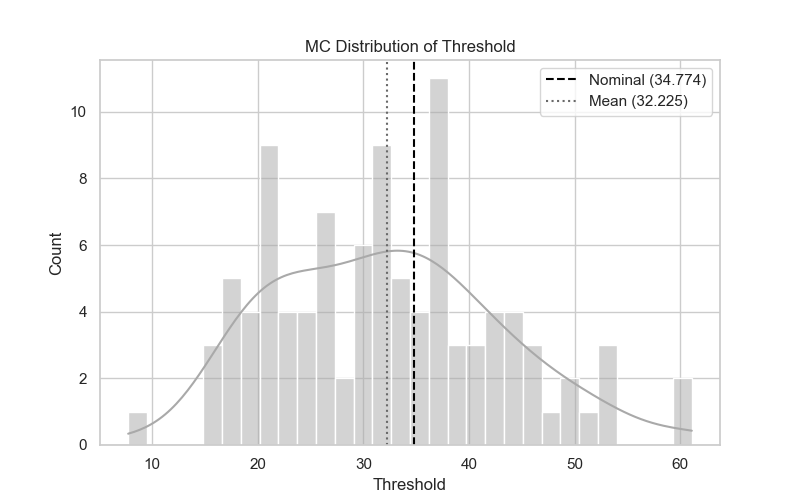 MC Distribution of Threshold
Nominal (34.774)
Mean (32.225)
Count
10
8
6
4
2
0
10 20 30 40 50 60
Threshold